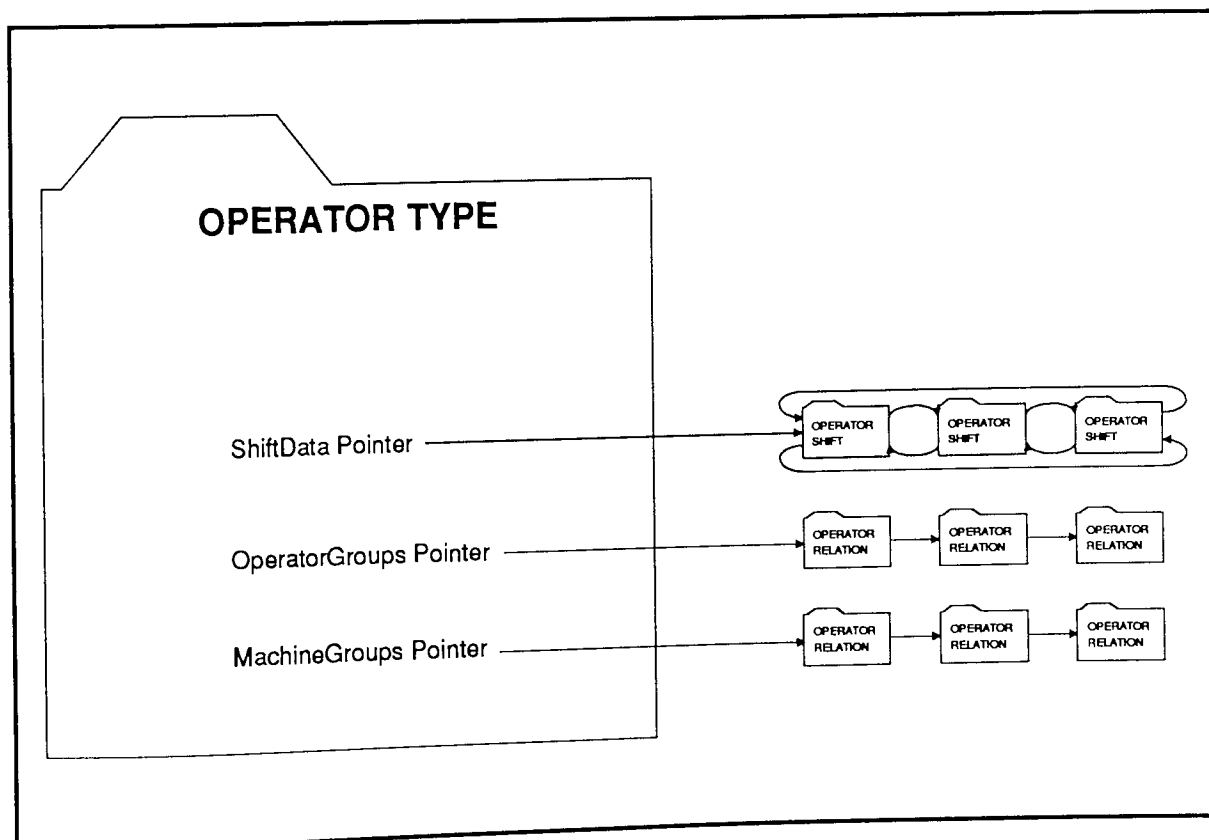 OPERATOR TYPE
ShiftData Pointer
OPERATOR
SHIFT
OPERATOR
SHIFT
OPERATOR
SHIFT
OperatorGroups Pointer
OPERATOR
RELATION
OPERATOR
RELATION
OPERATOR
RELATION
MachineGroups Pointer
OPERATOR
RELATION
OPERATOR
RELATION
OPERATOR
RELATION